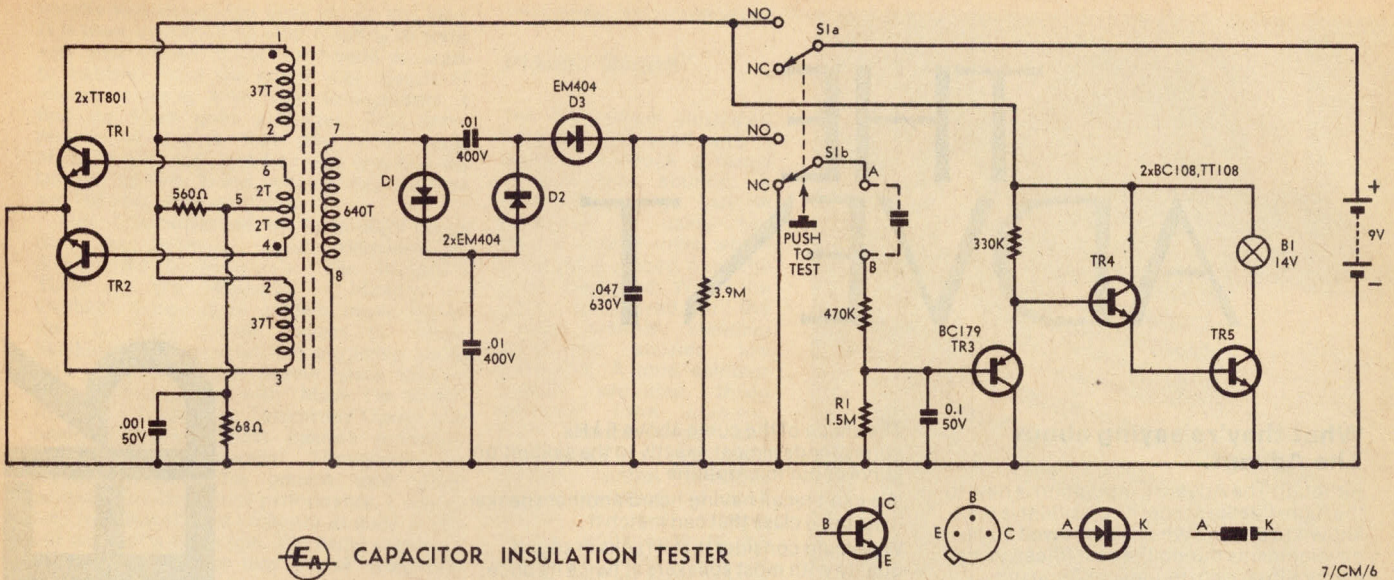 NO
S1a
NC
1
37T
2
2xTT801
TR1
6
560Ω
5
2T
2T
4
TR2
2
37T
3
.001
50V
68Ω
7
640T
8
.01
400V
D1
D2
2xEM404
.01
400V
EM404
D3
.047
630V
3.9M
NO
S1b
NC
A
PUSH
TO
TEST
B
470K
R1
1.5M
0.1
50V
BC179
TR3
330K
2xBC108,TT108
TR4
TR5
B1
14V
+
9V
–
EA CAPACITOR INSULATION TESTER
B
C
E
B
E
C
A
K
A
K
7/CM/6